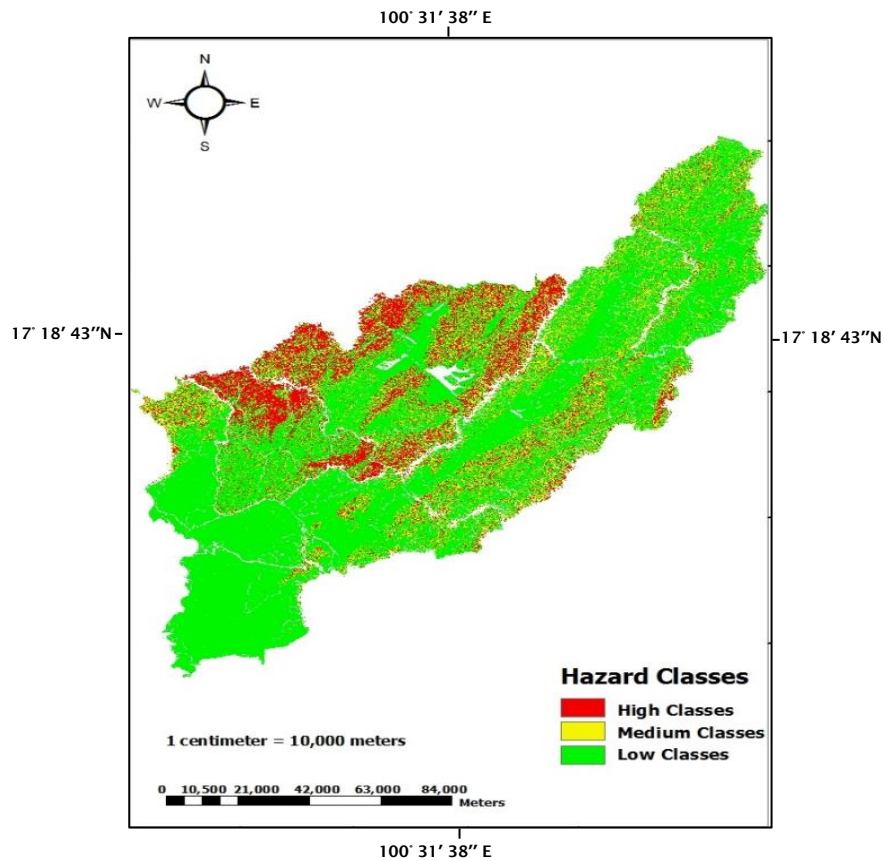 100° 31' 38'' E
N
W E
S
17° 18' 43''N
17° 18' 43''N
Hazard Classes
High Classes
Medium Classes
Low Classes
1 centimeter = 10,000 meters
0 10,500 21,000 42,000 63,000 84,000
Meters
100° 31' 38'' E